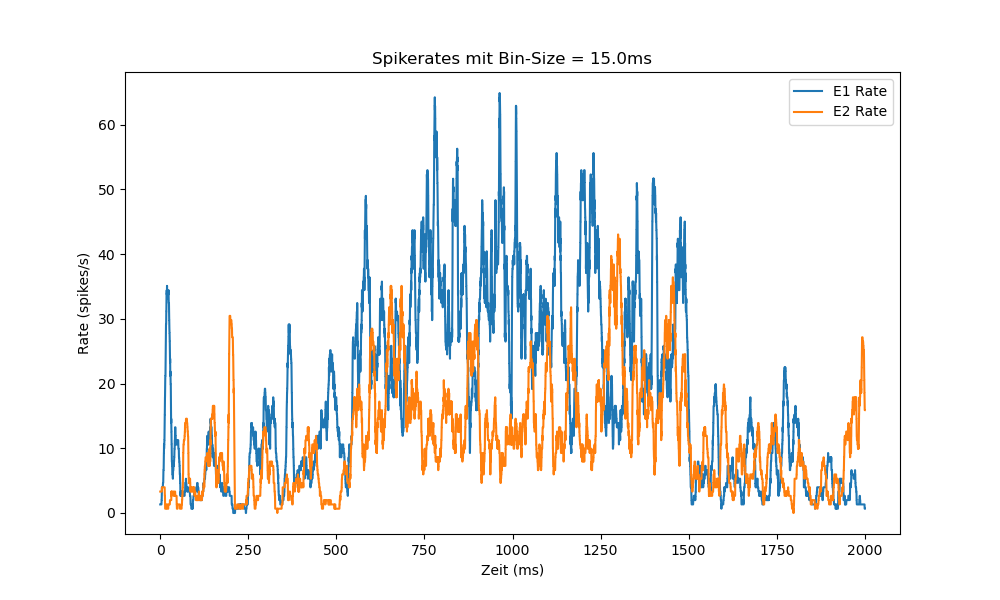 Spikerates mit Bin-Size = 15.0ms
E1 Rate
E2 Rate
60
50
40
30
20
10
0
Rate (spikes/s)
0 250 500 750 1000 1250 1500 1750 2000
Zeit (ms)